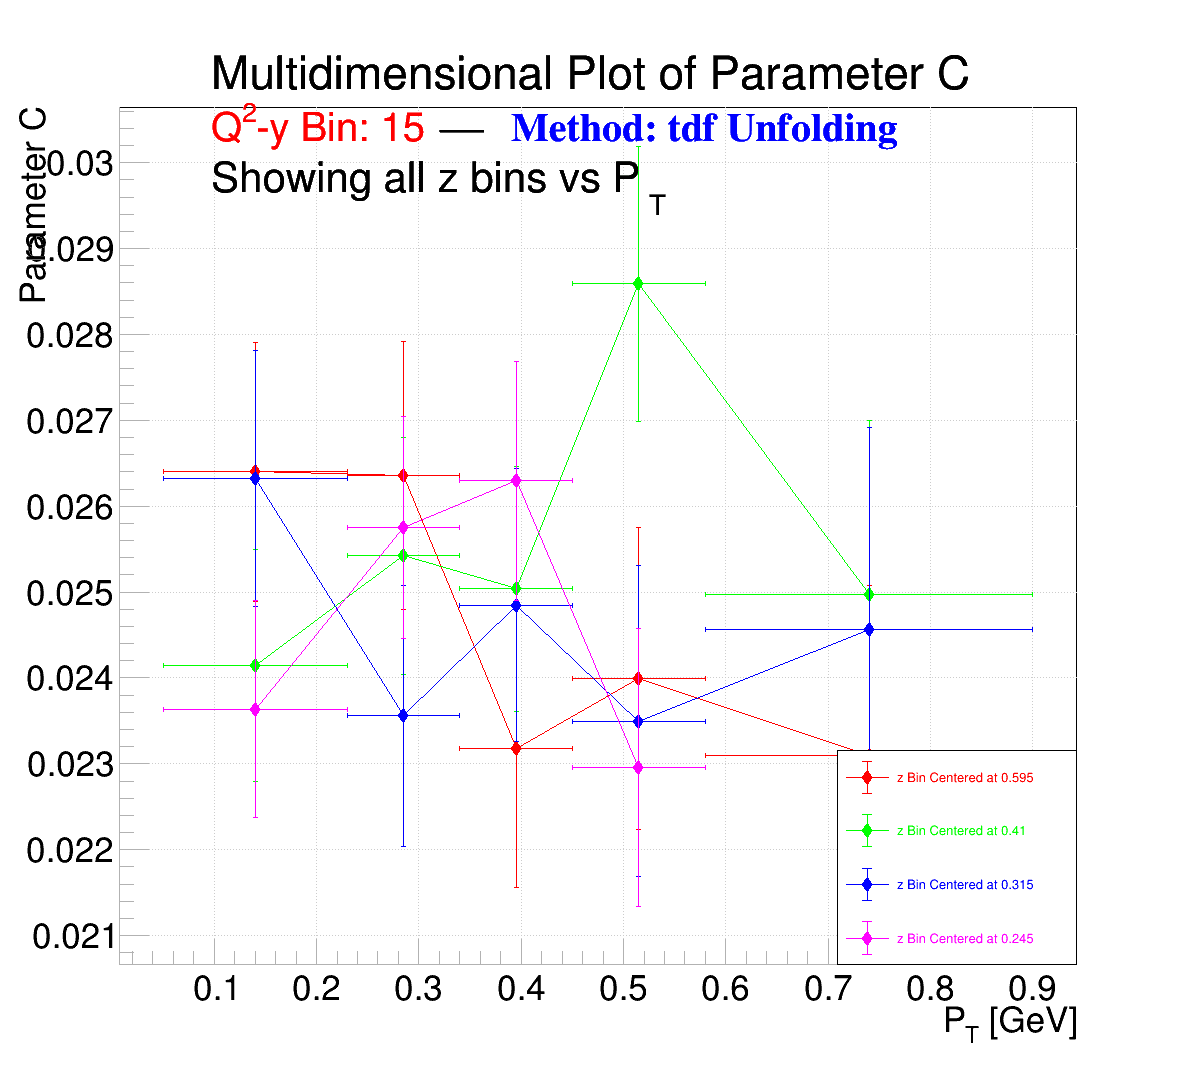 Multidimensional Plot of Parameter C
Q²-y Bin: 15 — Method: tdf Unfolding
Showing all z bins vs P_T
Parameter C
0.03
0.029
0.028
0.027
0.026
0.025
0.024
0.023
0.022
0.021
z Bin Centered at 0.595
z Bin Centered at 0.41
z Bin Centered at 0.315
z Bin Centered at 0.245
0.1 0.2 0.3 0.4 0.5 0.6 0.7 0.8 0.9
P_T [GeV]